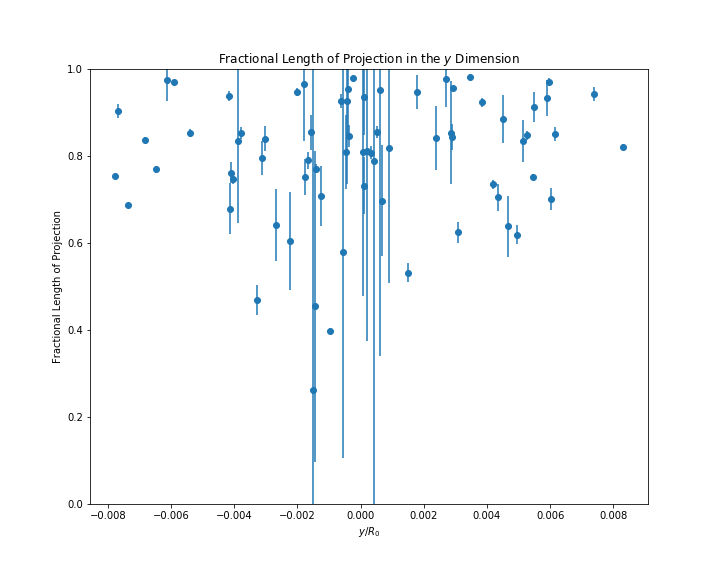 Fractional Length of Projection in the y Dimension
Fractional Length of Projection
1.0
0.8
0.6
0.4
0.2
0.0
−0.008 −0.006 −0.004 −0.002 0.000 0.002 0.004 0.006 0.008
y/R₀